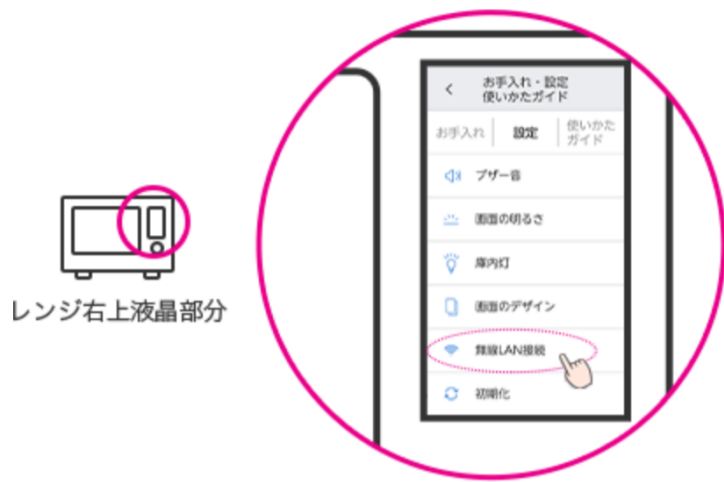 レンジ右上液晶部分
お手入れ・設定
使いかたガイド
お手入れ
設定
使いかた
ガイド
ブザー音
画面の明るさ
庫内灯
画面のデザイン
無線LAN接続
初期化